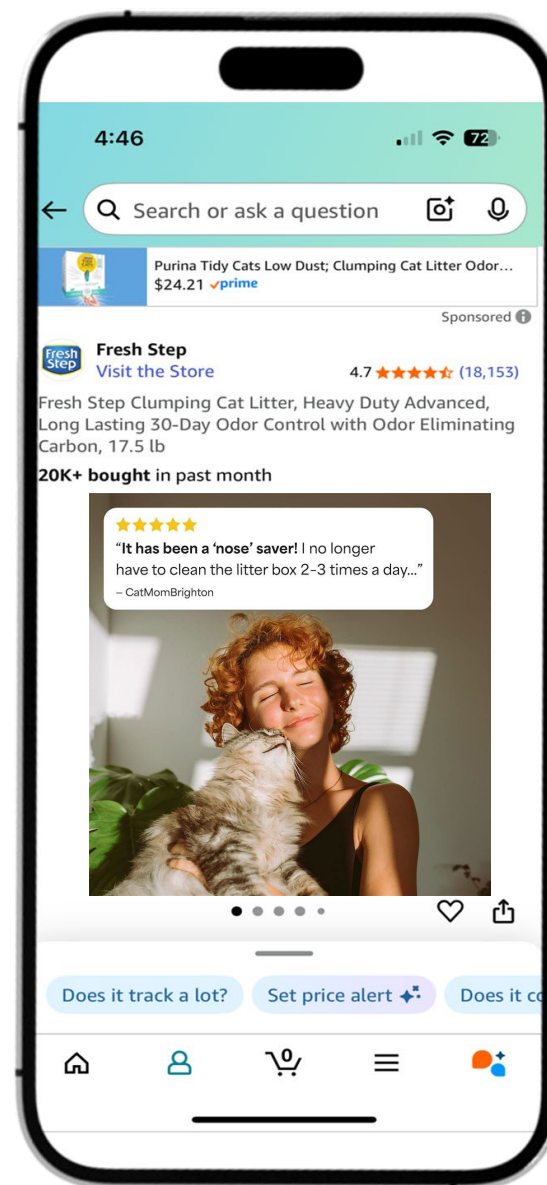 4:46
72
Search or ask a question
Purina Tidy Cats Low Dust; Clumping Cat Litter Odor...
$24.21 prime
Sponsored
Fresh Step
Fresh Step
Visit the Store
4.7 (18,153)
Fresh Step Clumping Cat Litter, Heavy Duty Advanced,
Long Lasting 30-Day Odor Control with Odor Eliminating
Carbon, 17.5 lb
20K+ bought in past month
“It has been a ‘nose’ saver! I no longer
have to clean the litter box 2-3 times a day...”
– CatMomBrighton
Does it track a lot?
Set price alert
Does it co
0